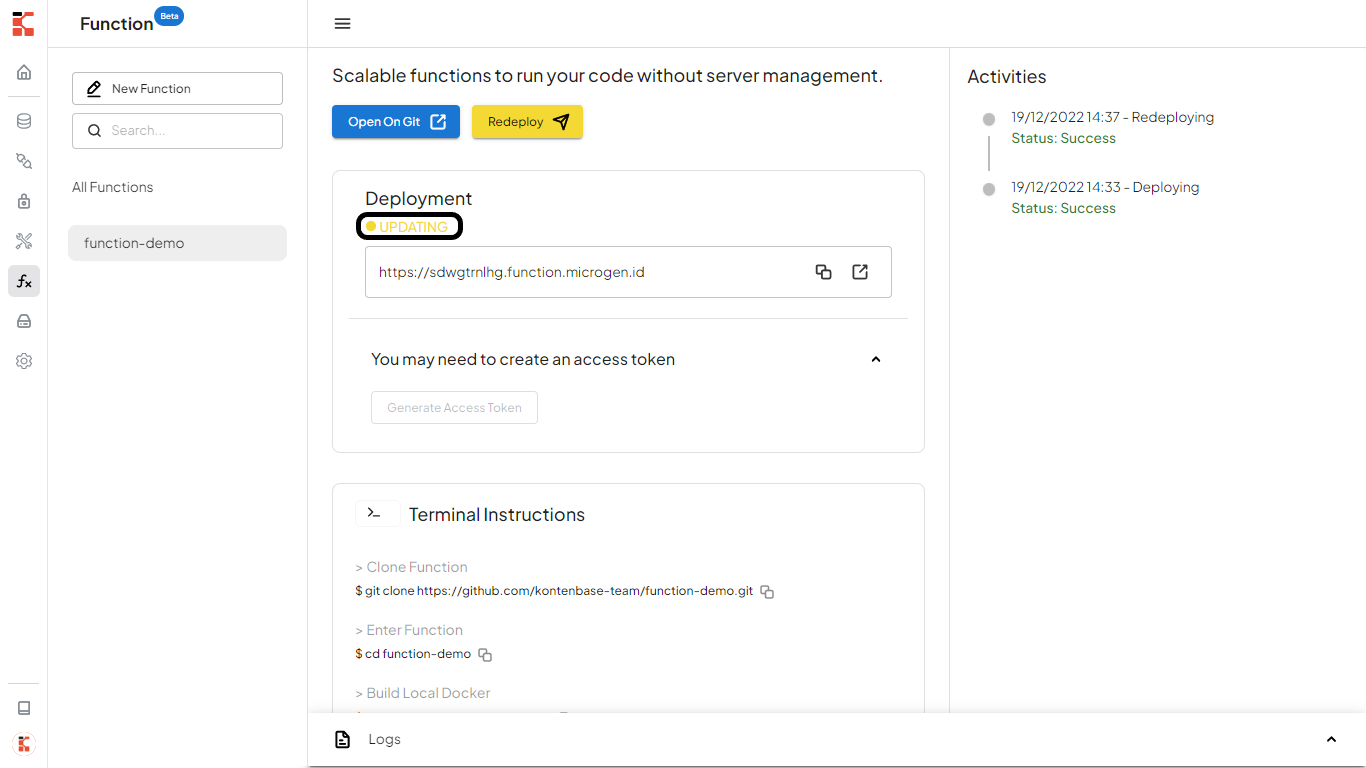 Function Beta
New Function
Search...
All Functions
function-demo
Scalable functions to run your code without server management.
Open On Git
Redeploy
Deployment
UPDATING
https://sdwgtrnlhg.function.microgen.id
You may need to create an access token
Generate Access Token
>_ Terminal Instructions
> Clone Function
$ git clone https://github.com/kontenbase-team/function-demo.git
> Enter Function
$ cd function-demo
> Build Local Docker
Logs
Activities
19/12/2022 14:37 - Redeploying
Status: Success
19/12/2022 14:33 - Deploying
Status: Success